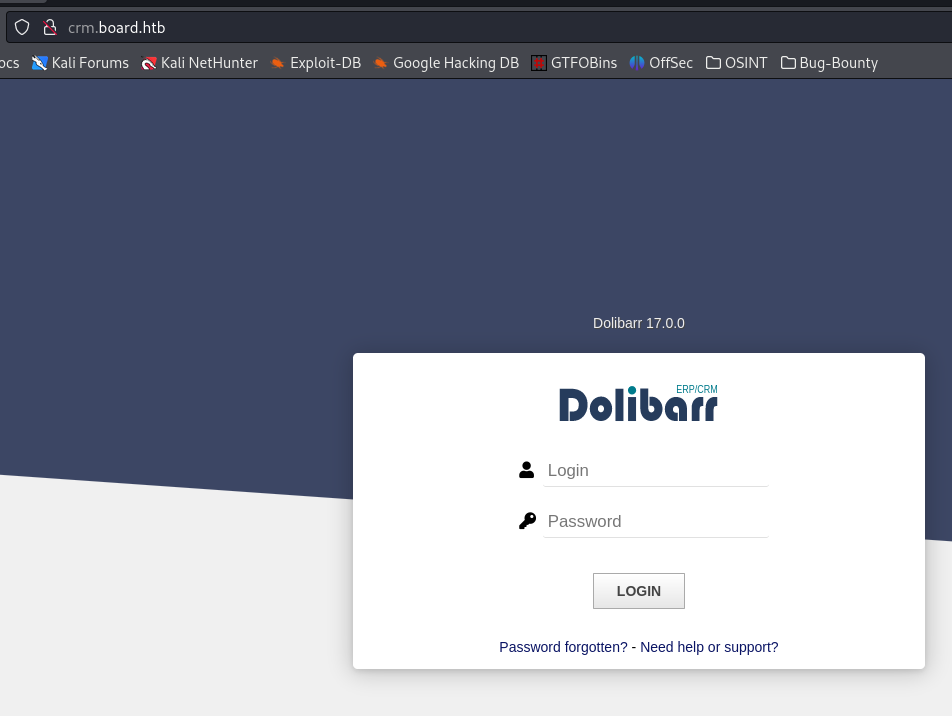 crm.board.htb
ocs Kali Forums Kali NetHunter Exploit-DB Google Hacking DB GTFOBins OffSec OSINT Bug-Bounty
Dolibarr 17.0.0
ERP/CRM
Dolibarr
Login
Password
LOGIN
Password forgotten? - Need help or support?